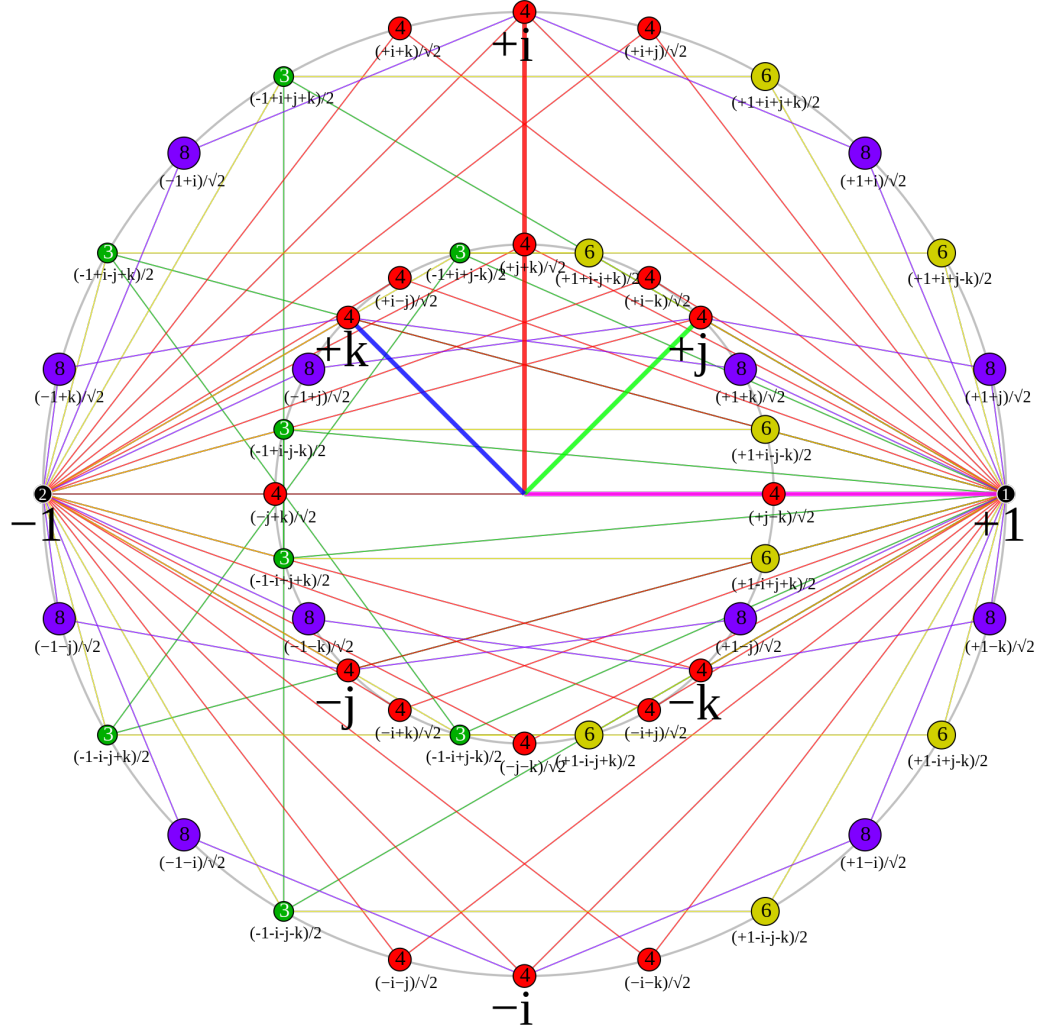 4
4
4
+i
(+i+k)/√2
(+i+j)/√2
3
6
(-1+i+j+k)/2
(+1+i+j+k)/2
8
8
(−1+i)/√2
(+1+i)/√2
4
3
3
6
6
(-1+i-j+k)/2
(-1+i+j-k)/2
(+j+k)/√2
(+1+i-j+k)/2
(+1+i+j-k)/2
4
4
(+i−j)/√2
(+i−k)/√2
4
4
+k
+j
8
8
8
8
(−1+k)/√2
(−1+j)/√2
(+1+k)/√2
(+1+j)/√2
3
6
(-1+i-j-k)/2
(+1+i-j-k)/2
2
4
4
1
−1
(−j+k)/√2
(+j−k)/√2
+1
3
6
(-1-i+j+k)/2
(+1-i+j+k)/2
8
8
8
8
(−1−j)/√2
(−1−k)/√2
(+1−j)/√2
(+1−k)/√2
4
4
−j
−k
4
4
(−i+k)/√2
(−i+j)/√2
3
3
4
6
6
(-1-i-j+k)/2
(-1-i+j-k)/2
(−j−k)/√2
(+1-i-j+k)/2
(+1-i+j-k)/2
8
8
(−1−i)/√2
(+1−i)/√2
3
6
(-1-i-j-k)/2
(+1-i-j-k)/2
4
4
4
(−i−j)/√2
(−i−k)/√2
−i